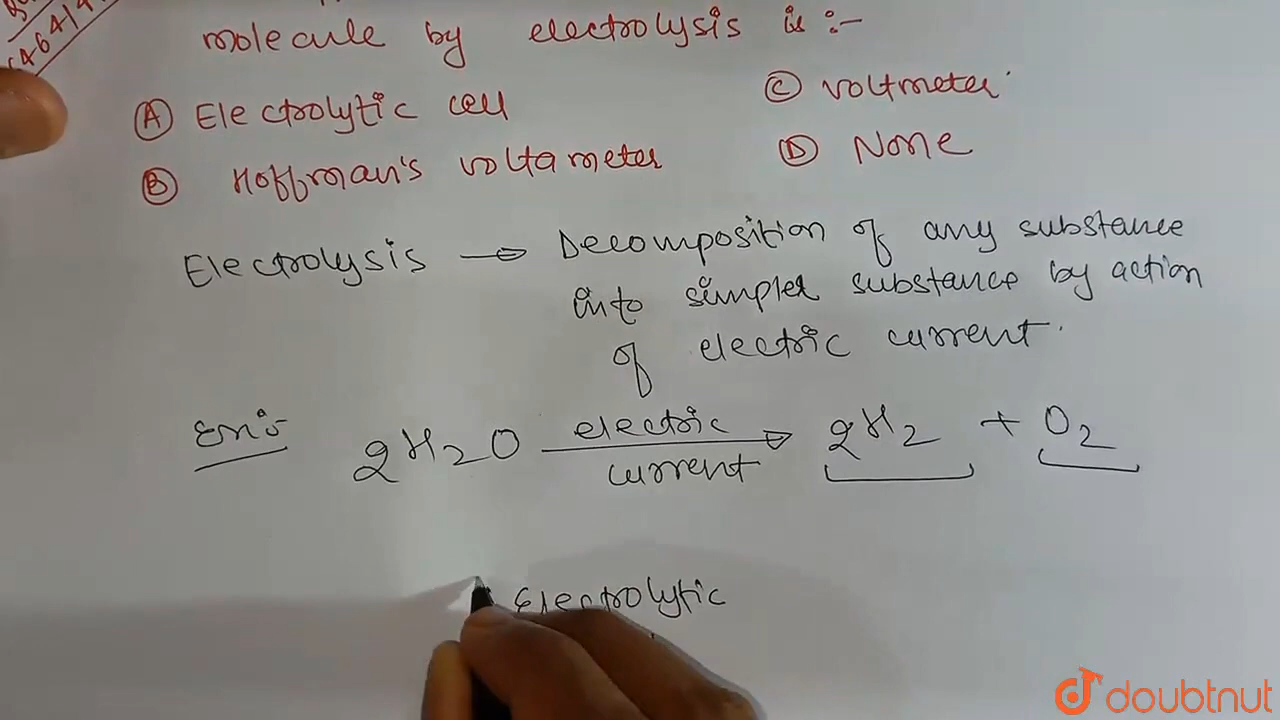 4641
molecule by electrolysis is :-
(A) Electrolytic cell
(C) voltmeter
(B) Hoffman's voltameter
(D) None
Electrolysis → Decomposition of any substance
into simpler substance by action
of electric current.
2H₂O electric current → 2H₂ + O₂
Electrolytic
doubtnut